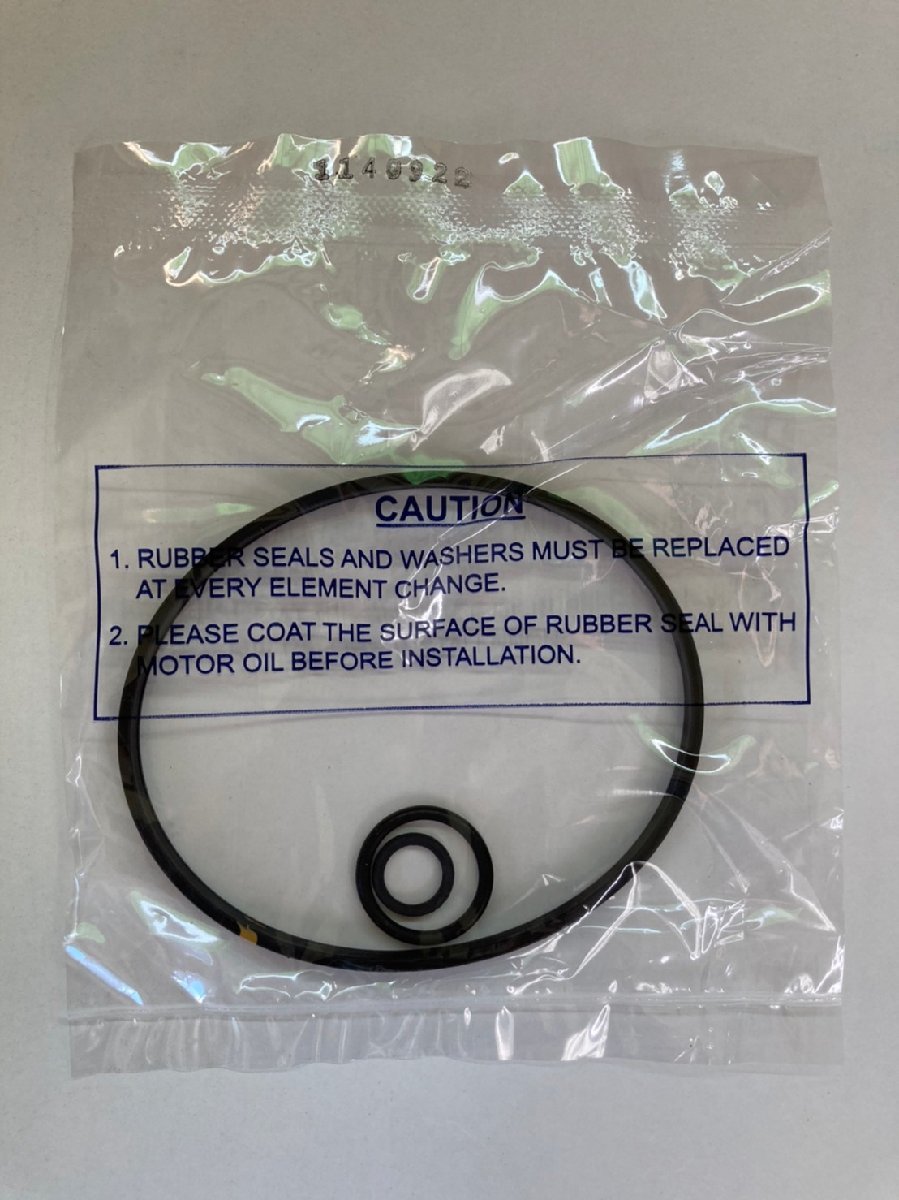 1149922
CAUTION
1. RUBBER SEALS AND WASHERS MUST BE REPLACED
AT EVERY ELEMENT CHANGE.
2. PLEASE COAT THE SURFACE OF RUBBER SEAL WITH
MOTOR OIL BEFORE INSTALLATION.